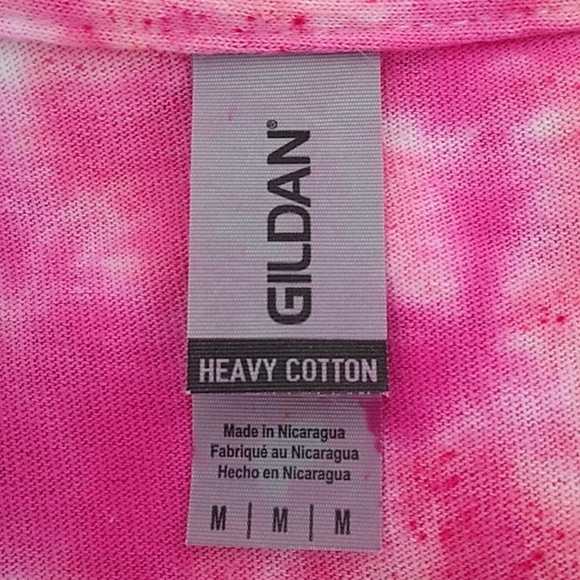 GILDAN®
HEAVY COTTON
Made in Nicaragua
Fabriqué au Nicaragua
Hecho en Nicaragua
M | M | M